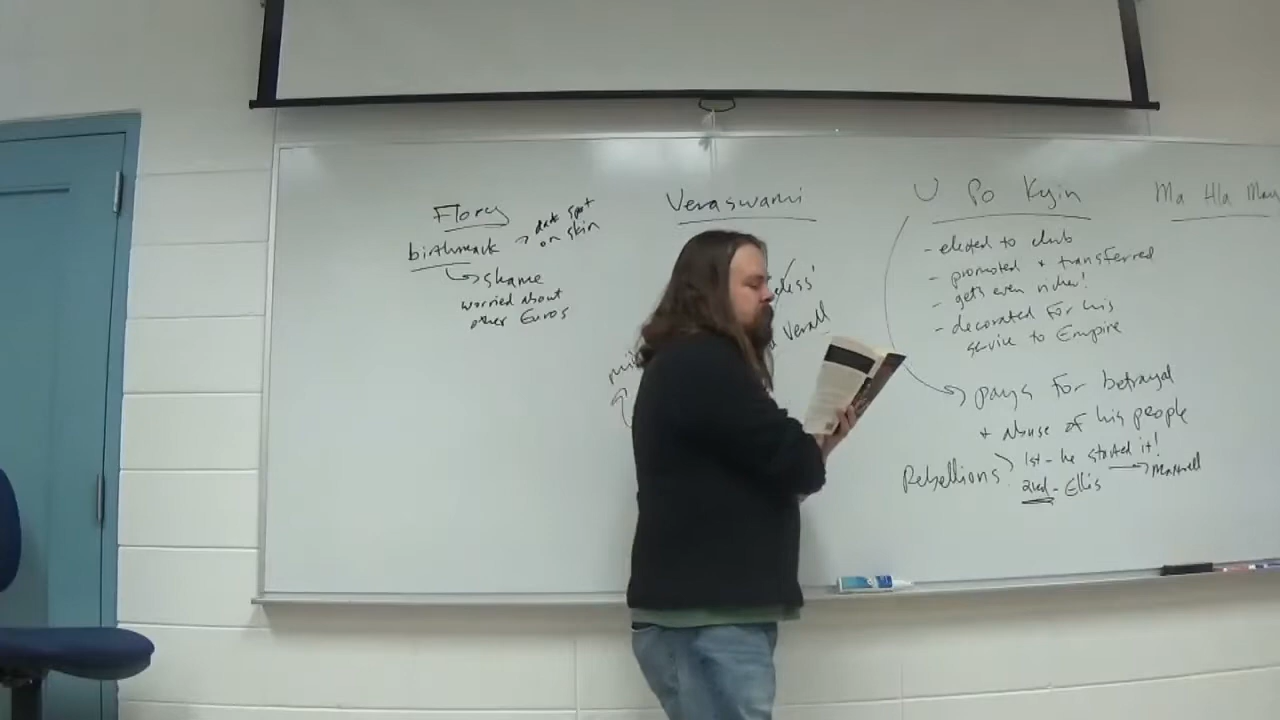 Flory
birthmark → dark spot
on skin
shame
worried about
other Euros
Veraswami
Verall
U Po Kyin
- elected to club
- promoted + transferred
- gets even richer!
- decorated for his
service to Empire
pays for betrayal
+ abuse of his people
Rebellions
1st - he started it!
2nd - Ellis → Maxwell
Ma Hla May